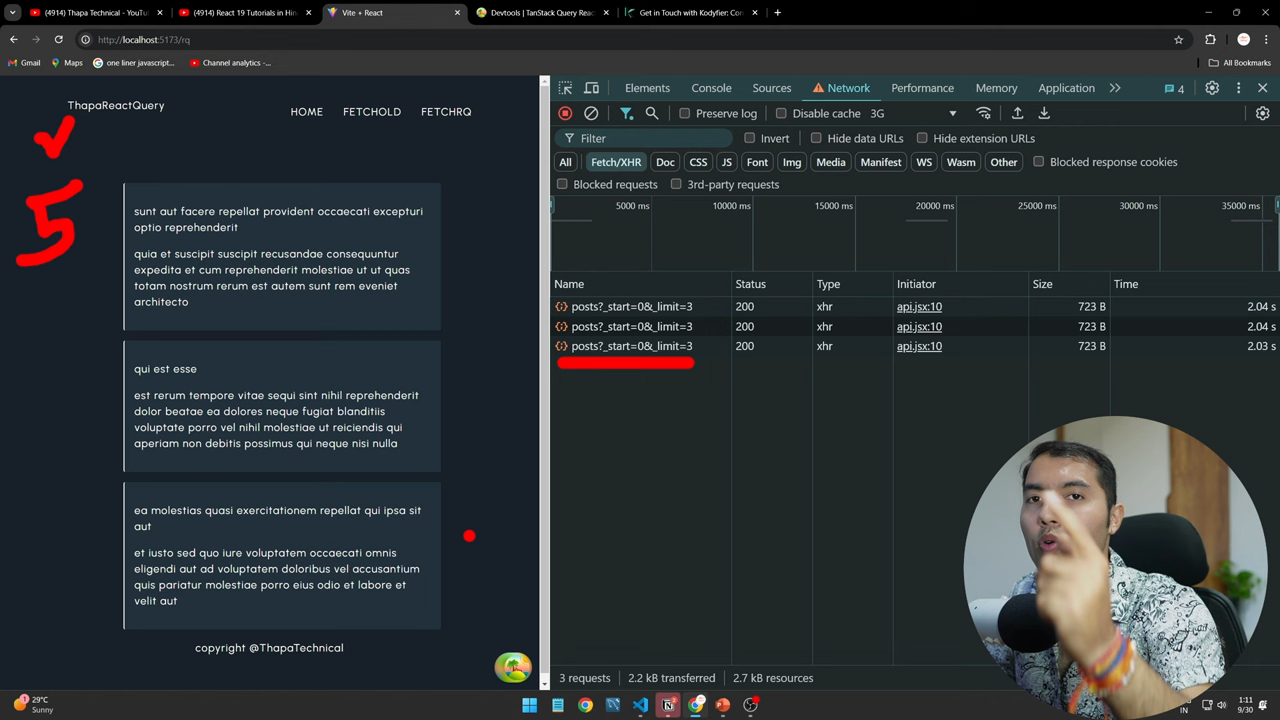 (4914) Thapa Technical - YouTu
(4914) React 19 Tutorials in Hin
Vite + React
Devtools | TanStack Query Reac
Get in Touch with Kodyfier: Con
http://localhost:5173/rq
Gmail
Maps
one liner javascript...
Channel analytics -...
All Bookmarks
ThapaReactQuery
HOME
FETCHOLD
FETCHRQ
5
sunt aut facere repellat provident occaecati excepturi
optio reprehenderit
quia et suscipit suscipit recusandae consequuntur
expedita et cum reprehenderit molestiae ut ut quas
totam nostrum rerum est autem sunt rem eveniet
architecto
qui est esse
est rerum tempore vitae sequi sint nihil reprehenderit
dolor beatae ea dolores neque fugiat blanditiis
voluptate porro vel nihil molestiae ut reiciendis qui
aperiam non debitis possimus qui neque nisi nulla
ea molestias quasi exercitationem repellat qui ipsa sit
aut
et iusto sed quo iure voluptatem occaecati omnis
eligendi aut ad voluptatem doloribus vel accusantium
quis pariatur molestiae porro eius odio et labore et
velit aut
copyright @ThapaTechnical
Elements
Console
Sources
Network
Performance
Memory
Application
4
Preserve log
Disable cache
3G
Filter
Invert
Hide data URLs
Hide extension URLs
All
Fetch/XHR
Doc
CSS
JS
Font
Img
Media
Manifest
WS
Wasm
Other
Blocked response cookies
Blocked requests
3rd-party requests
5000 ms
10000 ms
15000 ms
20000 ms
25000 ms
30000 ms
35000 ms
Name Status Type Initiator Size Time
posts?_start=0&_limit=3 200 xhr api.jsx:10 723 B 2.04 s
posts?_start=0&_limit=3 200 xhr api.jsx:10 723 B 2.04 s
posts?_start=0&_limit=3 200 xhr api.jsx:10 723 B 2.03 s
3 requests
2.2 kB transferred
2.7 kB resources
29°C
Sunny
IN
1:11
9/30